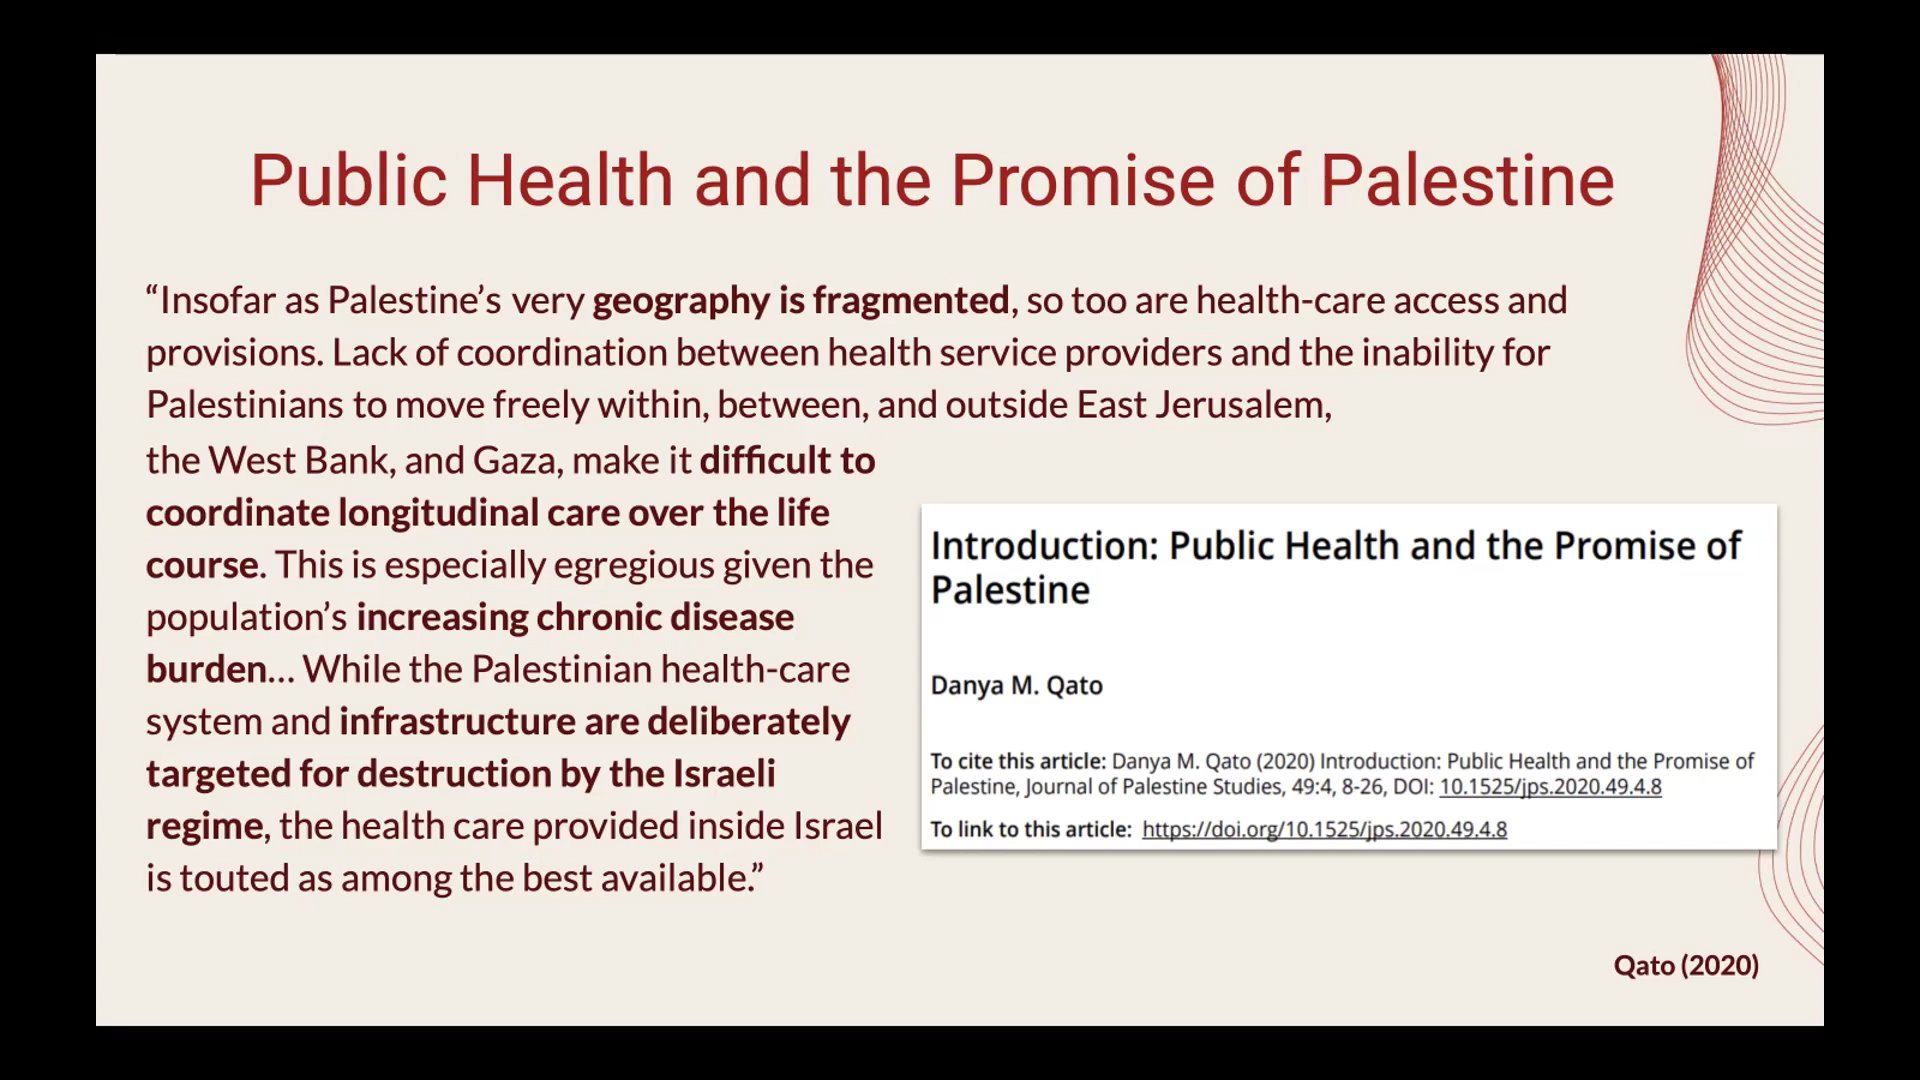 Public Health and the Promise of Palestine
“Insofar as Palestine’s very geography is fragmented, so too are health-care access and
provisions. Lack of coordination between health service providers and the inability for
Palestinians to move freely within, between, and outside East Jerusalem,
the West Bank, and Gaza, make it difficult to
coordinate longitudinal care over the life
course. This is especially egregious given the
population’s increasing chronic disease
burden... While the Palestinian health-care
system and infrastructure are deliberately
targeted for destruction by the Israeli
regime, the health care provided inside Israel
is touted as among the best available.”
Introduction: Public Health and the Promise of
Palestine
Danya M. Qato
To cite this article: Danya M. Qato (2020) Introduction: Public Health and the Promise of
Palestine, Journal of Palestine Studies, 49:4, 8-26, DOI: 10.1525/jps.2020.49.4.8
To link to this article: https://doi.org/10.1525/jps.2020.49.4.8
Qato (2020)